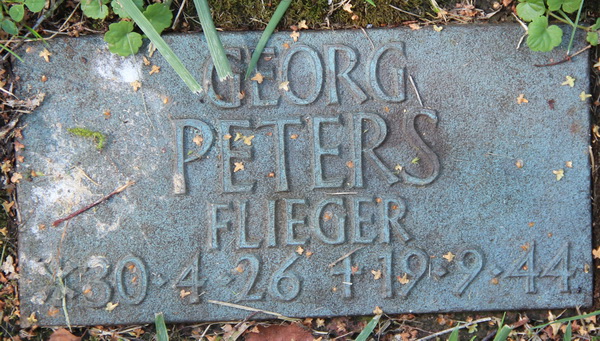 GEORG
PETERS
FLIEGER
* 30·4·26 † 19·9·44